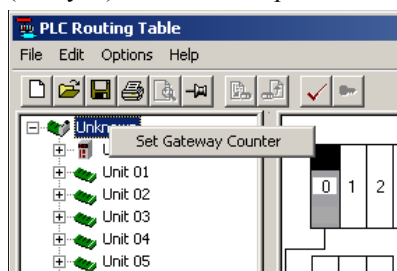 PLC Routing Table
File Edit Options Help
Set Gateway Counter
Unit 01
Unit 02
Unit 03
Unit 04
Unit 05
0 1 2